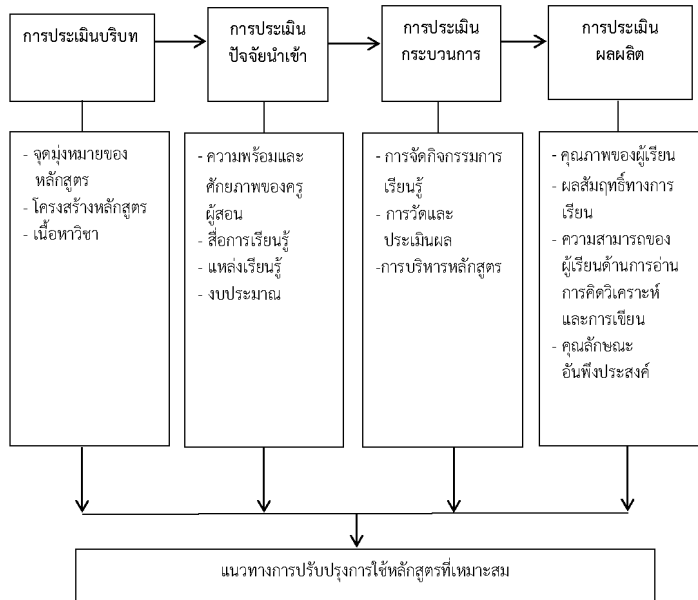 การประเมินบริบท
การประเมิน
ปัจจัยนำเข้า
การประเมิน
กระบวนการ
การประเมิน
ผลผลิต
- จุดมุ่งหมายของ
หลักสูตร
- โครงสร้างหลักสูตร
- เนื้อหาวิชา
- ความพร้อมและ
ศักยภาพของครู
ผู้สอน
- สื่อการเรียนรู้
- แหล่งเรียนรู้
- งบประมาณ
- การจัดกิจกรรมการ
เรียนรู้
- การวัดและ
ประเมินผล
-การบริหารหลักสูตร
- คุณภาพของผู้เรียน
- ผลสัมฤทธิ์ทางการ
เรียน
- ความสามารถของ
ผู้เรียนด้านการอ่าน
การคิดวิเคราะห์
และการเขียน
- คุณลักษณะ
อันพึงประสงค์
แนวทางการปรับปรุงการใช้หลักสูตรที่เหมาะสม